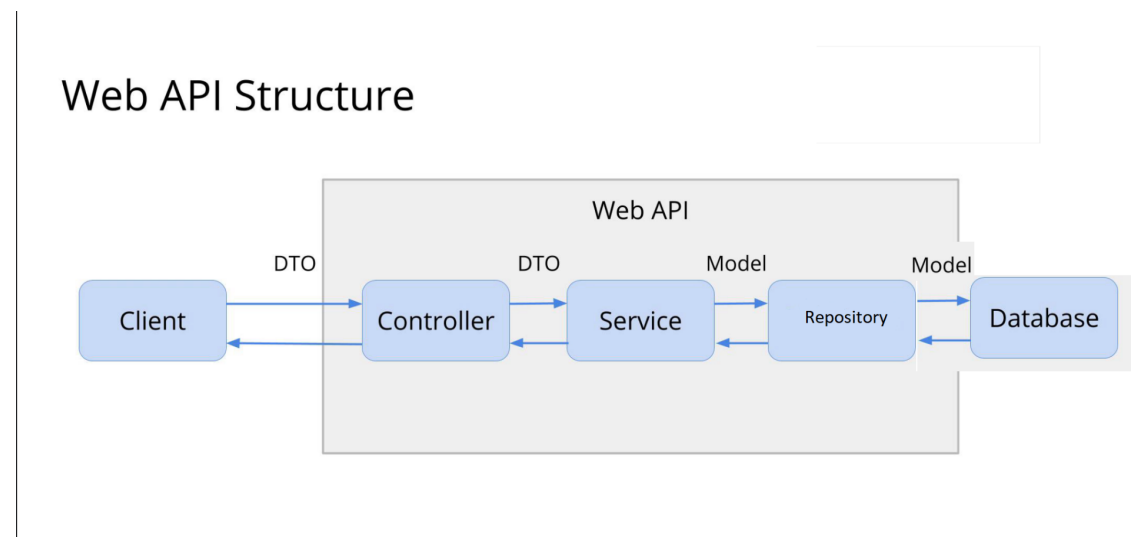 Web API Structure
Web API
DTO
DTO
Model
Model
Client
Controller
Service
Repository
Database